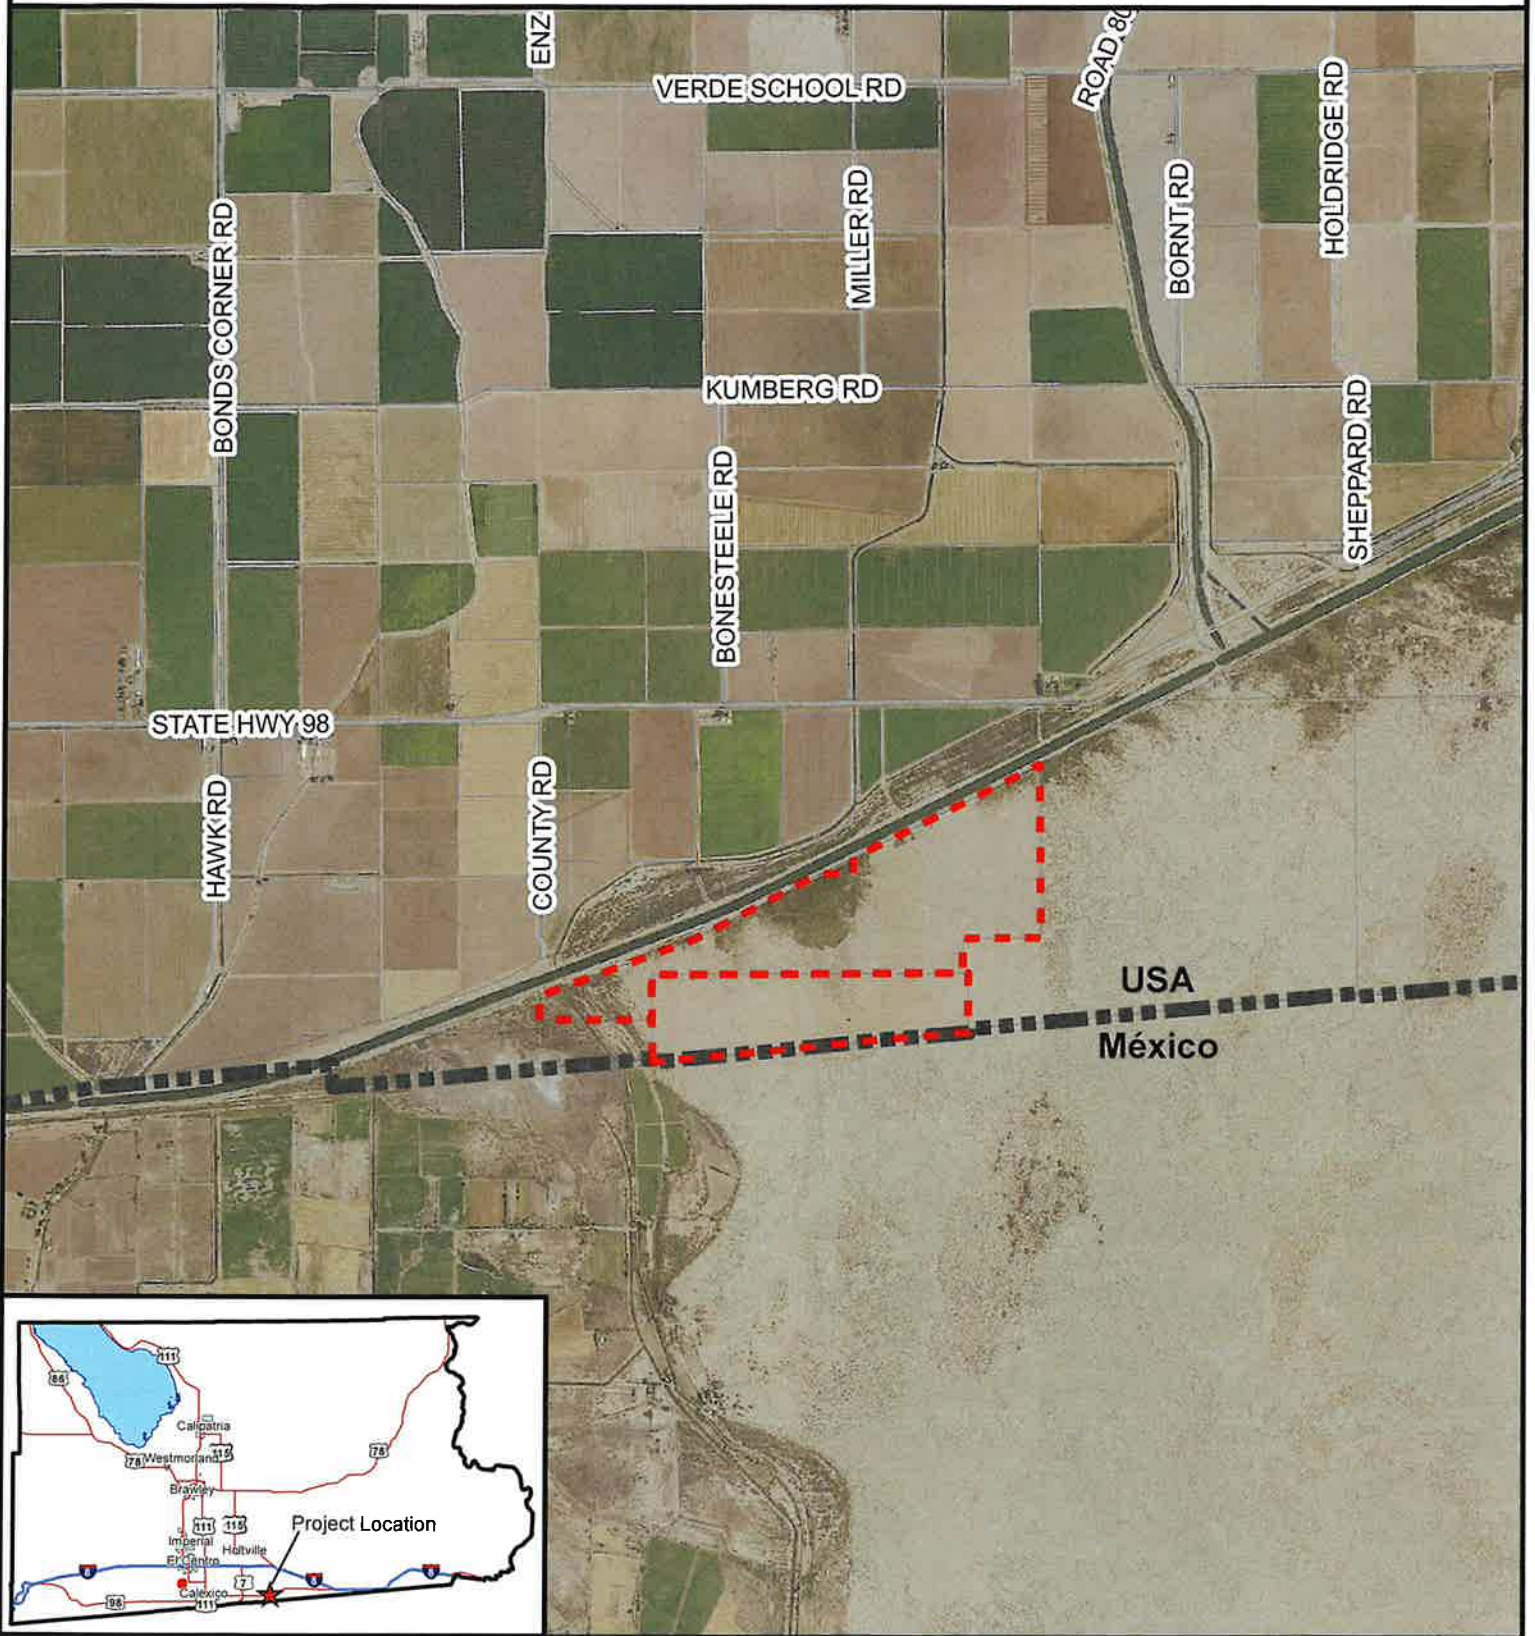 ENZ
ROAD 80
VERDE SCHOOL RD
HOLDRIDGE RD
BORNT RD
MILLER RD
BONDS CORNER RD
KUMBERG RD
SHEPPARD RD
BONESTEELE RD
STATE HWY 98
HAWK RD
COUNTY RD
USA
México
111
86
Calipatria
115
78
Westmorland
78
Brawley
111
115
Project Location
Imperial
Holtville
El Centro
8
8
8
7
Calexico
98
111